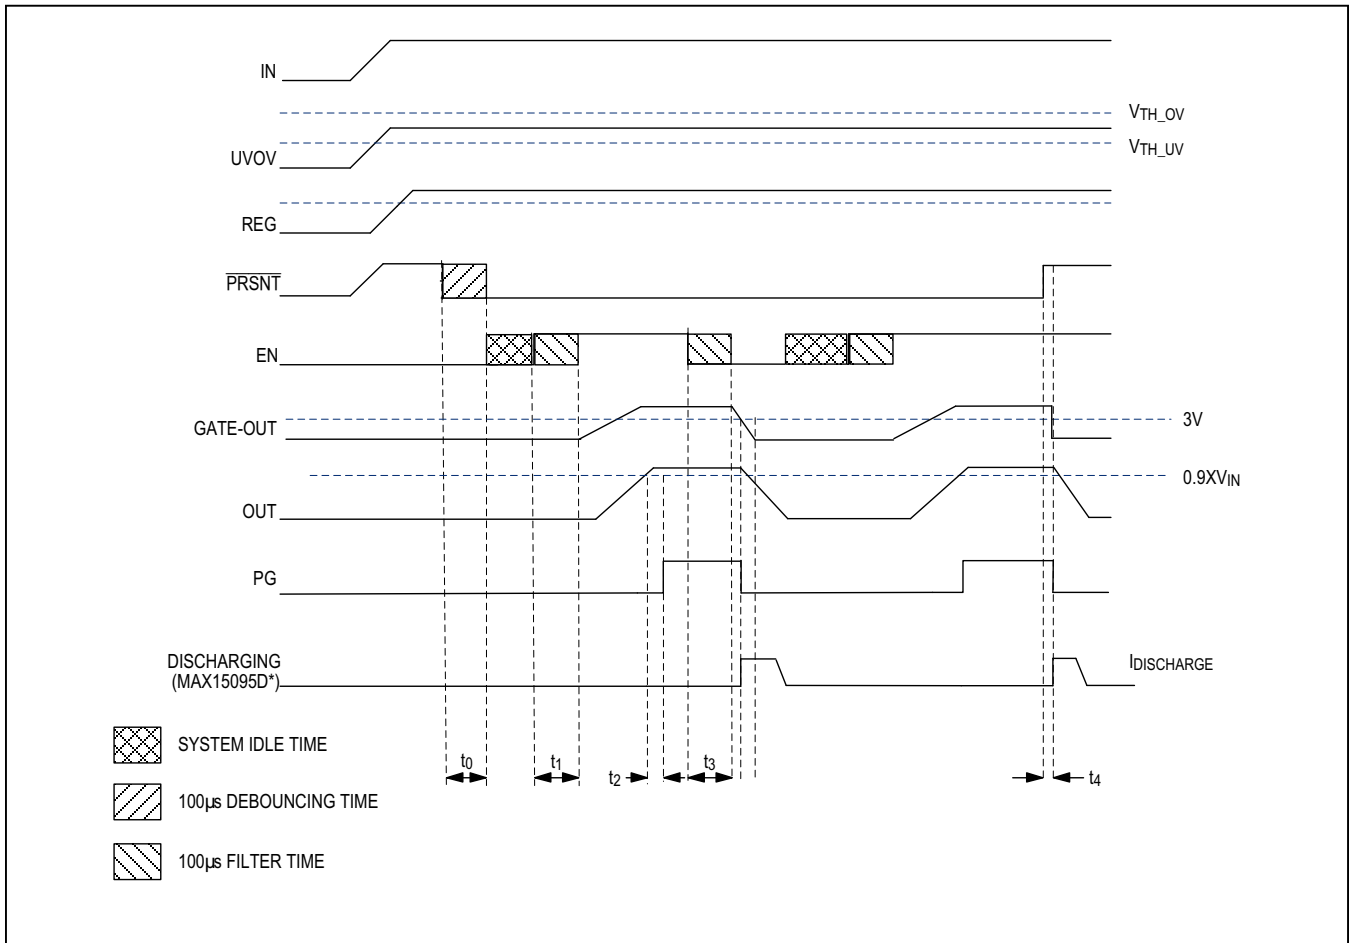 IN
VTH_OV
UVOV
VTH_UV
REG
PRSNT
EN
GATE-OUT
3V
0.9XVIN
OUT
PG
DISCHARGING
(MAX15095D*)
IDISCHARGE
SYSTEM IDLE TIME
t0
t1
t2
t3
t4
100µs DEBOUNCING TIME
100µs FILTER TIME